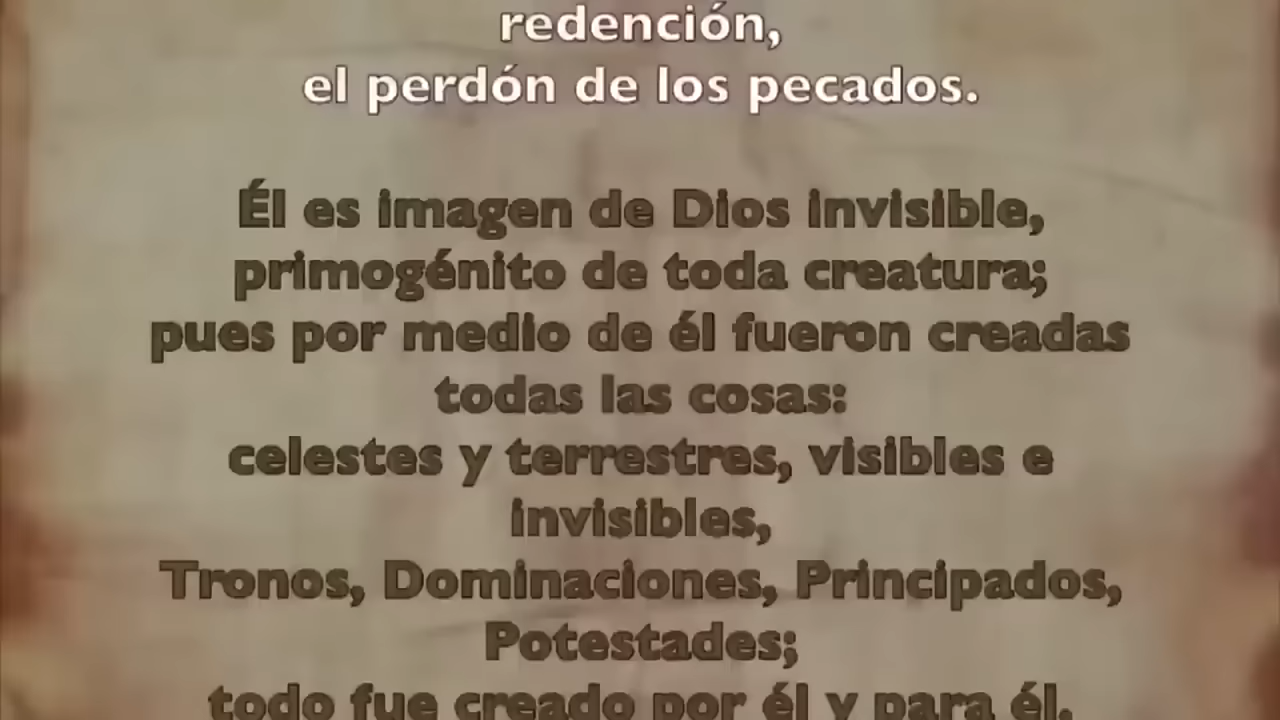 redención,
el perdón de los pecados.
Él es imagen de Dios invisible,
primogénito de toda creatura;
pues por medio de él fueron creadas
todas las cosas:
celestes y terrestres, visibles e
invisibles,
Tronos, Dominaciones, Principados,
Potestades;
todo fue creado por él y para él.